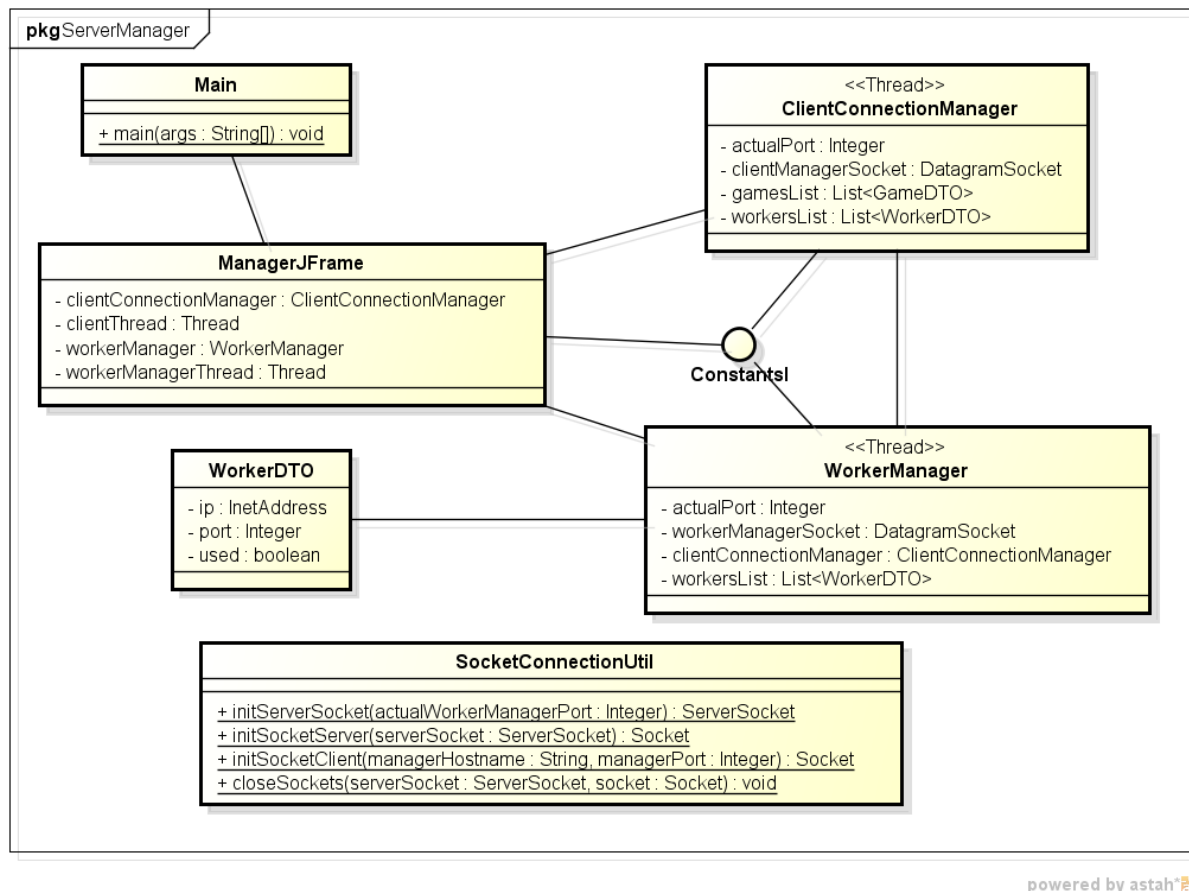 pkg ServerManager
Main
+ main(args : String[]) : void
<<Thread>>
ClientConnectionManager
- actualPort : Integer
- clientManagerSocket : DatagramSocket
- gamesList : List<GameDTO>
- workersList : List<WorkerDTO>
ManagerJFrame
- clientConnectionManager : ClientConnectionManager
- clientThread : Thread
- workerManager : WorkerManager
- workerManagerThread : Thread
ConstantsI
WorkerDTO
- ip : InetAddress
- port : Integer
- used : boolean
<<Thread>>
WorkerManager
- actualPort : Integer
- workerManagerSocket : DatagramSocket
- clientConnectionManager : ClientConnectionManager
- workersList : List<WorkerDTO>
SocketConnectionUtil
+ initServerSocket(actualWorkerManagerPort : Integer) : ServerSocket
+ initSocketServer(serverSocket : ServerSocket) : Socket
+ initSocketClient(managerHostname : String, managerPort : Integer) : Socket
+ closeSockets(serverSocket : ServerSocket, socket : Socket) : void
powered by astah*